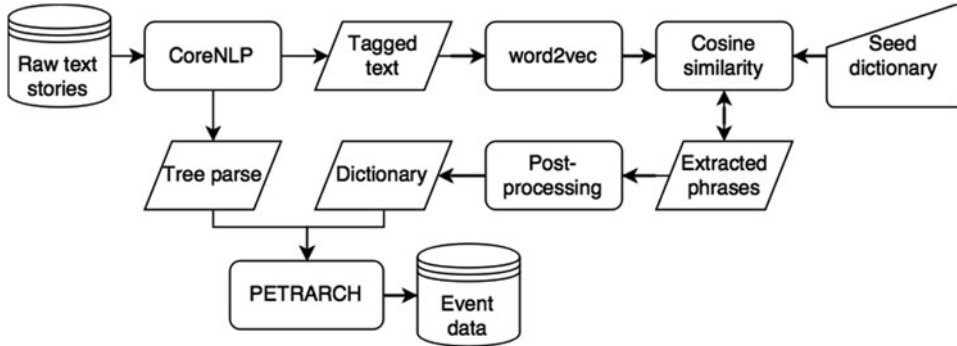 Raw text
stories
CoreNLP
Tagged
text
word2vec
Cosine
similarity
Seed
dictionary
Tree parse
Dictionary
Post-
processing
Extracted
phrases
PETRARCH
Event
data